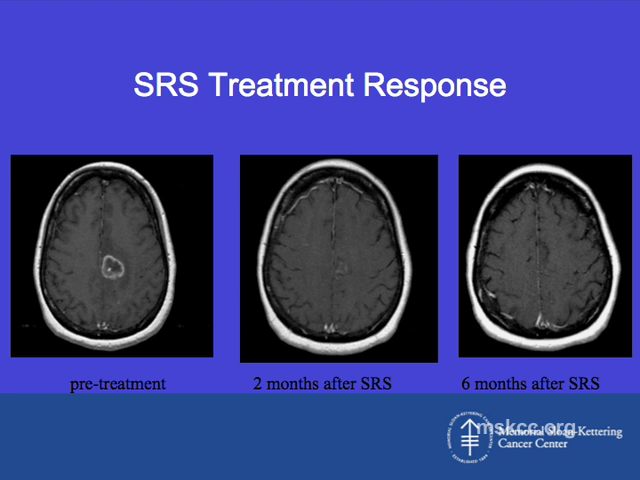 SRS Treatment Response
pre-treatment
2 months after SRS
6 months after SRS
mskcc.org
Memorial Sloan-Kettering
Cancer Center